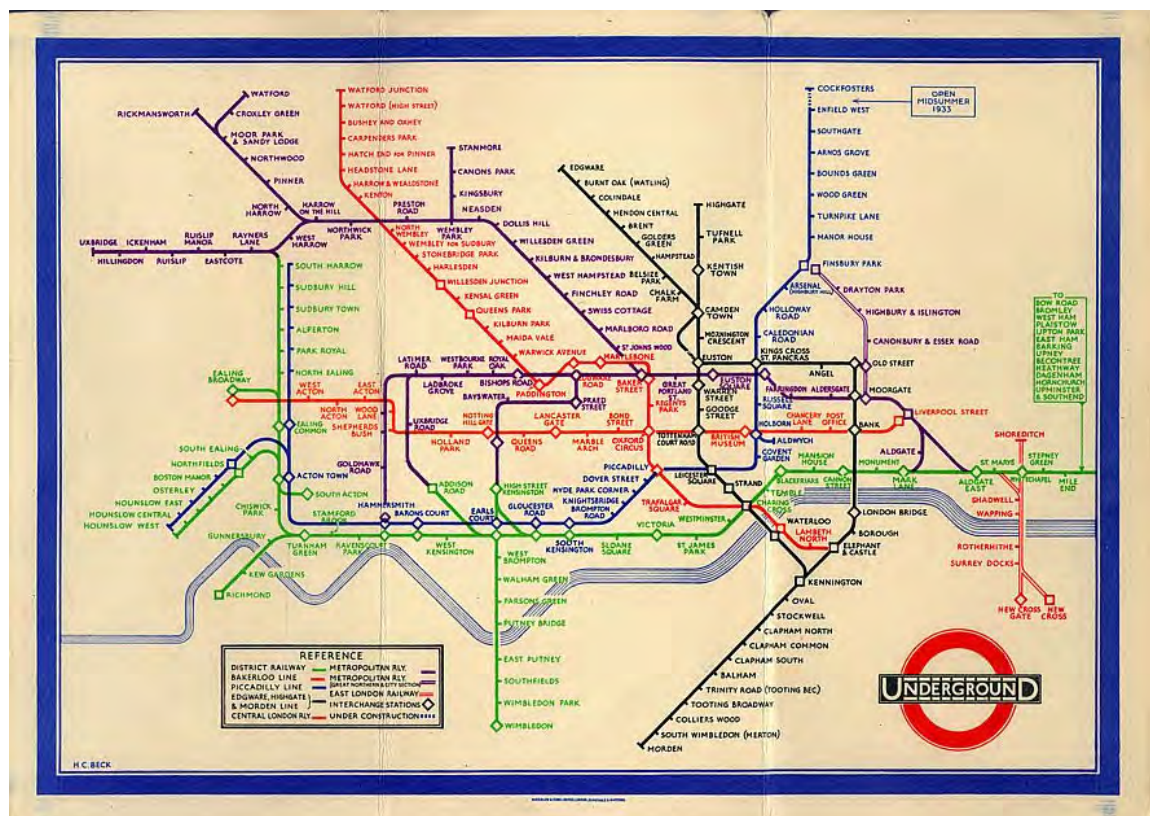 WATFORD
RICKMANSWORTH
CROXLEY GREEN
MOOR PARK
& SANDY LODGE
NORTHWOOD
PINNER
NORTH
HARROW
HARROW
ON THE HILL
WEST
HARROW
NORTHWICK
PARK
PRESTON
ROAD
WEMBLEY
PARK
NEASDEN
STANMORE
CANONS PARK
KINGSBURY
DOLLIS HILL
WILLESDEN GREEN
KILBURN & BRONDESBURY
WEST HAMPSTEAD
FINCHLEY ROAD
SWISS COTTAGE
MARLBORO ROAD
ST JOHNS WOOD
UXBRIDGE
HILLINGDON
ICKENHAM
RUISLIP
RUISLIP
MANOR
EASTCOTE
RAYNERS
LANE
WATFORD JUNCTION
WATFORD (HIGH STREET)
BUSHEY AND OXHEY
CARPENDERS PARK
HATCH END FOR PINNER
HEADSTONE LANE
HARROW & WEALDSTONE
KENTON
NORTH
WEMBLEY
WEMBLEY FOR SUDBURY
STONEBRIDGE PARK
HARLESDEN
WILLESDEN JUNCTION
KENSAL GREEN
QUEENS PARK
KILBURN PARK
MAIDA VALE
WARWICK AVENUE
PADDINGTON
EDGWARE
ROAD
MARYLEBONE
BAKER
STREET
REGENTS
PARK
OXFORD
CIRCUS
PICCADILLY
TRAFALGAR
SQUARE
CHARING
CROSS
WATERLOO
LAMBETH
NORTH
ELEPHANT
& CASTLE
EDGWARE
BURNT OAK (WATLING)
COLINDALE
HENDON CENTRAL
BRENT
GOLDERS
GREEN
HAMPSTEAD
BELSIZE
PARK
CHALK
FARM
HIGHGATE
TUFNELL
PARK
KENTISH
TOWN
CAMDEN
TOWN
MORNINGTON
CRESCENT
EUSTON
WARREN
STREET
GOODGE
STREET
TOTTENHAM
COURT ROAD
LEICESTER
SQUARE
STRAND
KINGS CROSS
ST. PANCRAS
ANGEL
OLD STREET
MOORGATE
BANK
LONDON BRIDGE
BOROUGH
KENNINGTON
OVAL
STOCKWELL
CLAPHAM NORTH
CLAPHAM COMMON
CLAPHAM SOUTH
BALHAM
TRINITY ROAD (TOOTING BEC)
TOOTING BROADWAY
COLLIERS WOOD
SOUTH WIMBLEDON (MERTON)
MORDEN
COCKFOSTERS
OPEN
MIDSUMMER
1933
ENFIELD WEST
SOUTHGATE
ARNOS GROVE
BOUNDS GREEN
WOOD GREEN
TURNPIKE LANE
MANOR HOUSE
FINSBURY PARK
ARSENAL
(HIGHBURY HILL)
HOLLOWAY
ROAD
CALEDONIAN
ROAD
DRAYTON PARK
HIGHBURY & ISLINGTON
CANONBURY & ESSEX ROAD
RUSSELL
SQUARE
HOLBORN
ALDWYCH
COVENT
GARDEN
DOVER STREET
HYDE PARK CORNER
KNIGHTSBRIDGE
BROMPTON
ROAD
SOUTH
KENSINGTON
GLOUCESTER
ROAD
EARLS
COURT
BARONS COURT
HAMMERSMITH
SOUTH HARROW
SUDBURY HILL
SUDBURY TOWN
ALPERTON
PARK ROYAL
NORTH EALING
EALING
COMMON
EALING
BROADWAY
ACTON TOWN
SOUTH EALING
NORTHFIELDS
BOSTON MANOR
OSTERLEY
HOUNSLOW EAST
HOUNSLOW CENTRAL
HOUNSLOW WEST
SOUTH ACTON
CHISWICK
PARK
GUNNERSBURY
KEW GARDENS
RICHMOND
TURNHAM
GREEN
STAMFORD
BROOK
RAVENSCOURT
PARK
WEST
KENSINGTON
ADDISON
ROAD
WEST
BROMPTON
WALHAM GREEN
PARSONS GREEN
PUTNEY BRIDGE
EAST PUTNEY
SOUTHFIELDS
WIMBLEDON PARK
WIMBLEDON
WEST
ACTON
NORTH
ACTON
EAST
ACTON
WOOD
LANE
SHEPHERDS
BUSH
HOLLAND
PARK
NOTTING
HILL GATE
QUEENS
ROAD
LANCASTER
GATE
MARBLE
ARCH
BOND
STREET
BRITISH
MUSEUM
CHANCERY
LANE
POST
OFFICE
LIVERPOOL STREET
LATIMER
ROAD
LADBROKE
GROVE
WESTBOURNE
PARK
ROYAL
OAK
BISHOPS ROAD
UXBRIDGE
ROAD
GOLDHAWK
ROAD
BAYSWATER
PRAED
STREET
HIGH STREET
KENSINGTON
GREAT
PORTLAND
ST.
EUSTON
SQUARE
FARRINGDON
ALDERSGATE
ALDGATE
SLOANE
SQUARE
VICTORIA
ST JAMES
PARK
WESTMINSTER
TEMPLE
BLACKFRIARS
MANSION
HOUSE
CANNON
STREET
MONUMENT
MARK
LANE
ALDGATE
EAST
ST. MARYS
STEPNEY
GREEN
MILE
END
SHOREDITCH
SHADWELL
WAPPING
ROTHERHITHE
SURREY DOCKS
NEW CROSS
GATE
NEW
CROSS
TO
BOW ROAD
BROMLEY
WEST HAM
PLAISTOW
UPTON PARK
EAST HAM
BARKING
UPNEY
BECONTREE
HEATHWAY
DAGENHAM
HORNCHURCH
UPMINSTER
& SOUTHEND
REFERENCE
DISTRICT RAILWAY
BAKERLOO LINE
PICCADILLY LINE
EDGWARE, HIGHGATE
& MORDEN LINE
CENTRAL LONDON RLY.
METROPOLITAN RLY.
METROPOLITAN RLY.
(GREAT NORTHERN & CITY SECTION)
EAST LONDON RAILWAY
INTERCHANGE STATIONS
UNDER CONSTRUCTION
UNDERGROUND
H.C. BECK